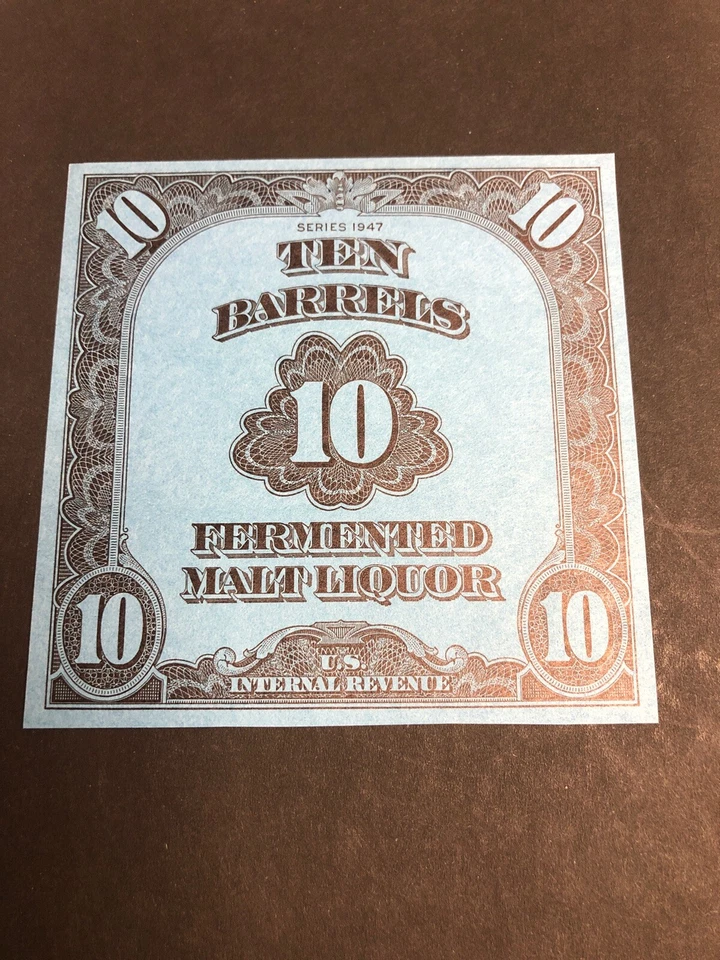 10 10
SERIES 1947
TEN
BARRELS
10
FERMENTED
MALT LIQUOR
10 10
U.S.
INTERNAL REVENUE